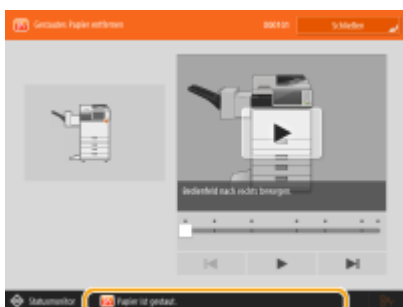 Gestautes Papier entfernen
Schließen
Bedienfeld nach rechts bewegen.
Statusmonitor
Papier ist gestaut.